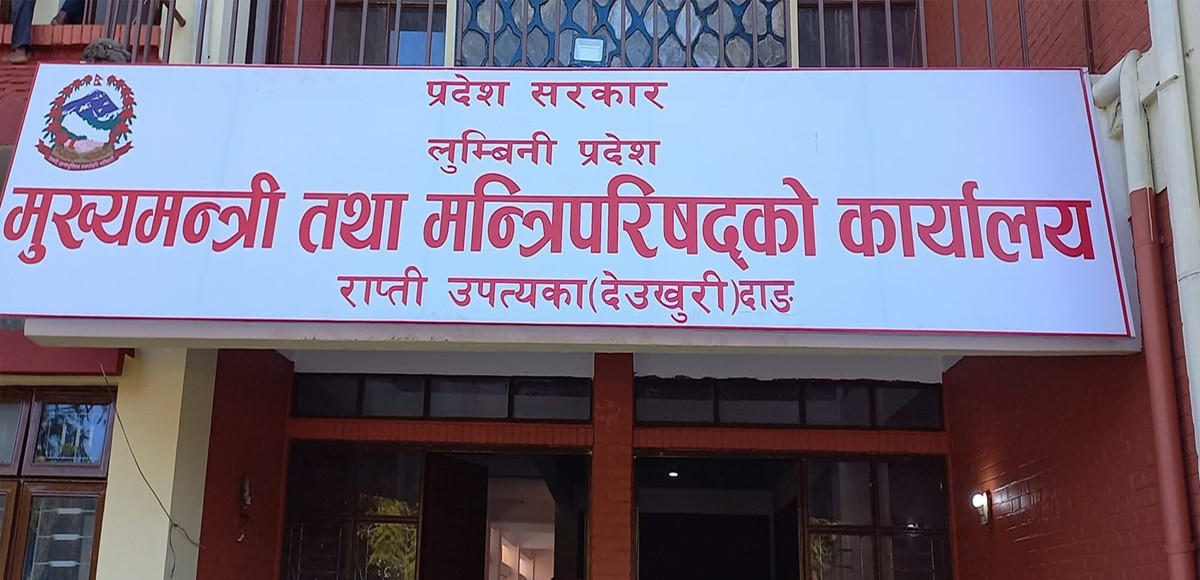 प्रदेश सरकार
लुम्बिनी प्रदेश
मुख्यमन्त्री तथा मन्त्रिपरिषद्को कार्यालय
राप्ती उपत्यका(देउखुरी)दाङ